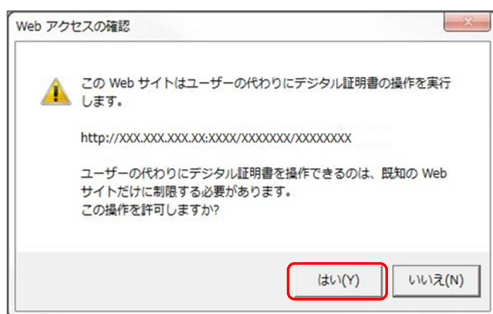 Web アクセスの確認
この Web サイトはユーザーの代わりにデジタル証明書の操作を実行
します。
http://XXX.XXX.XXX.XX:XXXX/XXXXXXX/XXXXXXXX
ユーザーの代わりにデジタル証明書を操作できるのは、既知の Web
サイトだけに制限する必要があります。
この操作を許可しますか?
はい(Y)
いいえ(N)